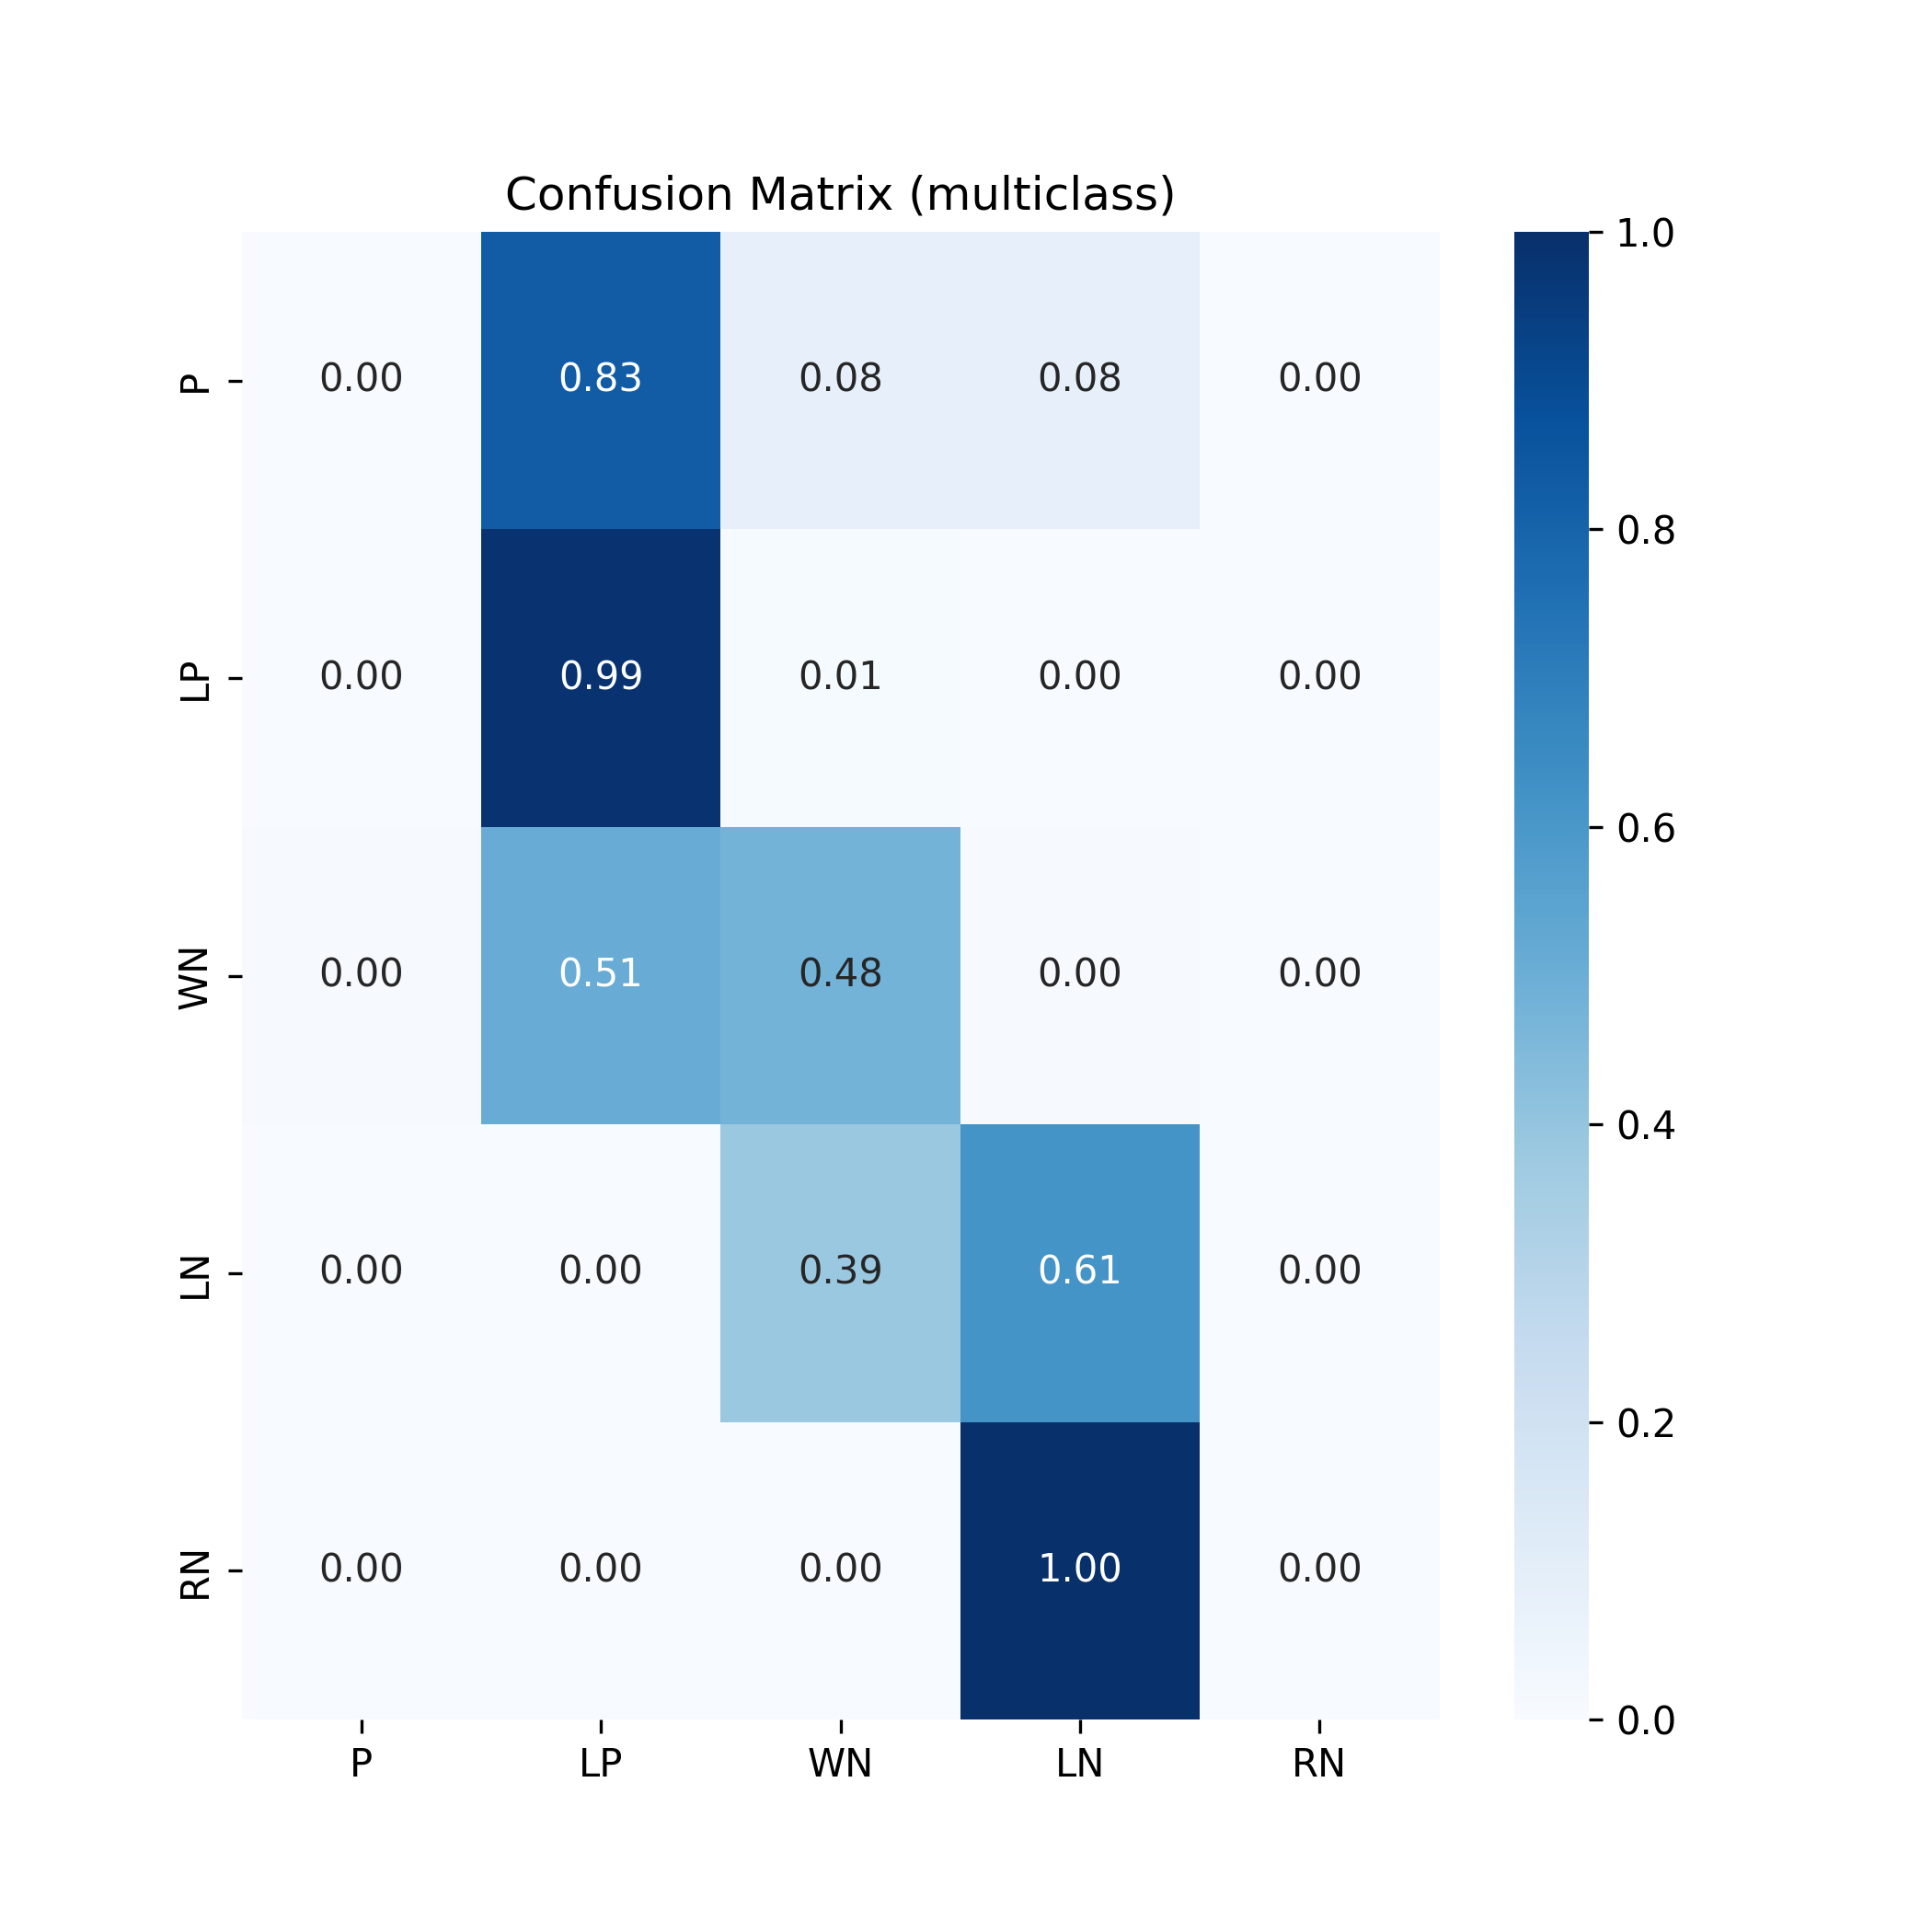 Confusion Matrix (multiclass)
P 0.00 0.83 0.08 0.08 0.00
LP 0.00 0.99 0.01 0.00 0.00
WN 0.00 0.51 0.48 0.00 0.00
LN 0.00 0.00 0.39 0.61 0.00
RN 0.00 0.00 0.00 1.00 0.00
P LP WN LN RN
1.0
0.8
0.6
0.4
0.2
0.0